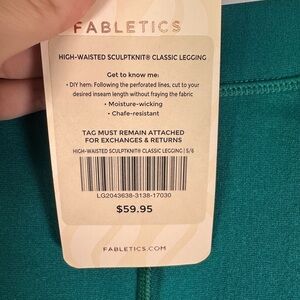 FABLETICS
HIGH-WAISTED SCULPTKNIT® CLASSIC LEGGING
Get to know me:
• DIY hem: Following the perforated lines, cut to your
desired inseam length without fraying the fabric
• Moisture-wicking
• Chafe-resistant
TAG MUST REMAIN ATTACHED
FOR EXCHANGES & RETURNS
HIGH-WAISTED SCULPTKNIT® CLASSIC LEGGING | S/6
LG2043638-3138-17030
$59.95
FABLETICS.COM